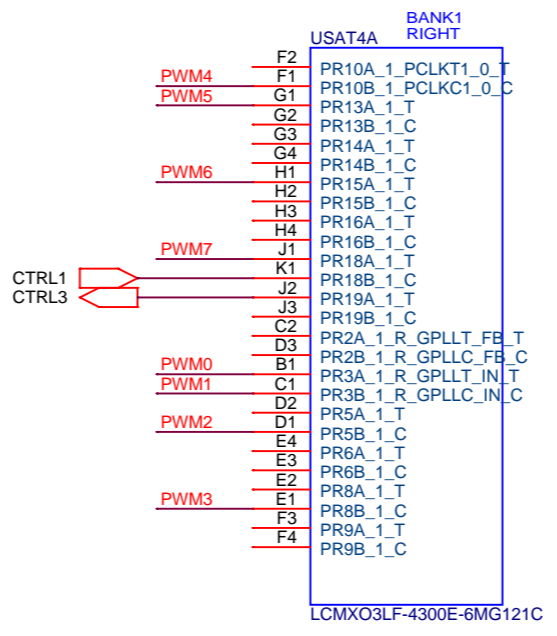 BANK1
USAT4A RIGHT
F2 PR10A_1_PCLKT1_0_T
PWM4 F1 PR10B_1_PCLKC1_0_C
PWM5 G1 PR13A_1_T
G2 PR13B_1_C
G3 PR14A_1_T
G4 PR14B_1_C
PWM6 H1 PR15A_1_T
H2 PR15B_1_C
H3 PR16A_1_T
H4 PR16B_1_C
PWM7 J1 PR18A_1_T
CTRL1 K1 PR18B_1_C
CTRL3 J2 PR19A_1_T
J3 PR19B_1_C
C2 PR2A_1_R_GPLLT_FB_T
D3 PR2B_1_R_GPLLC_FB_C
PWM0 B1 PR3A_1_R_GPLLT_IN_T
PWM1 C1 PR3B_1_R_GPLLC_IN_C
D2 PR5A_1_T
PWM2 D1 PR5B_1_C
E4 PR6A_1_T
E3 PR6B_1_C
E2 PR8A_1_T
PWM3 E1 PR8B_1_C
F3 PR9A_1_T
F4 PR9B_1_C
LCMXO3LF-4300E-6MG121C